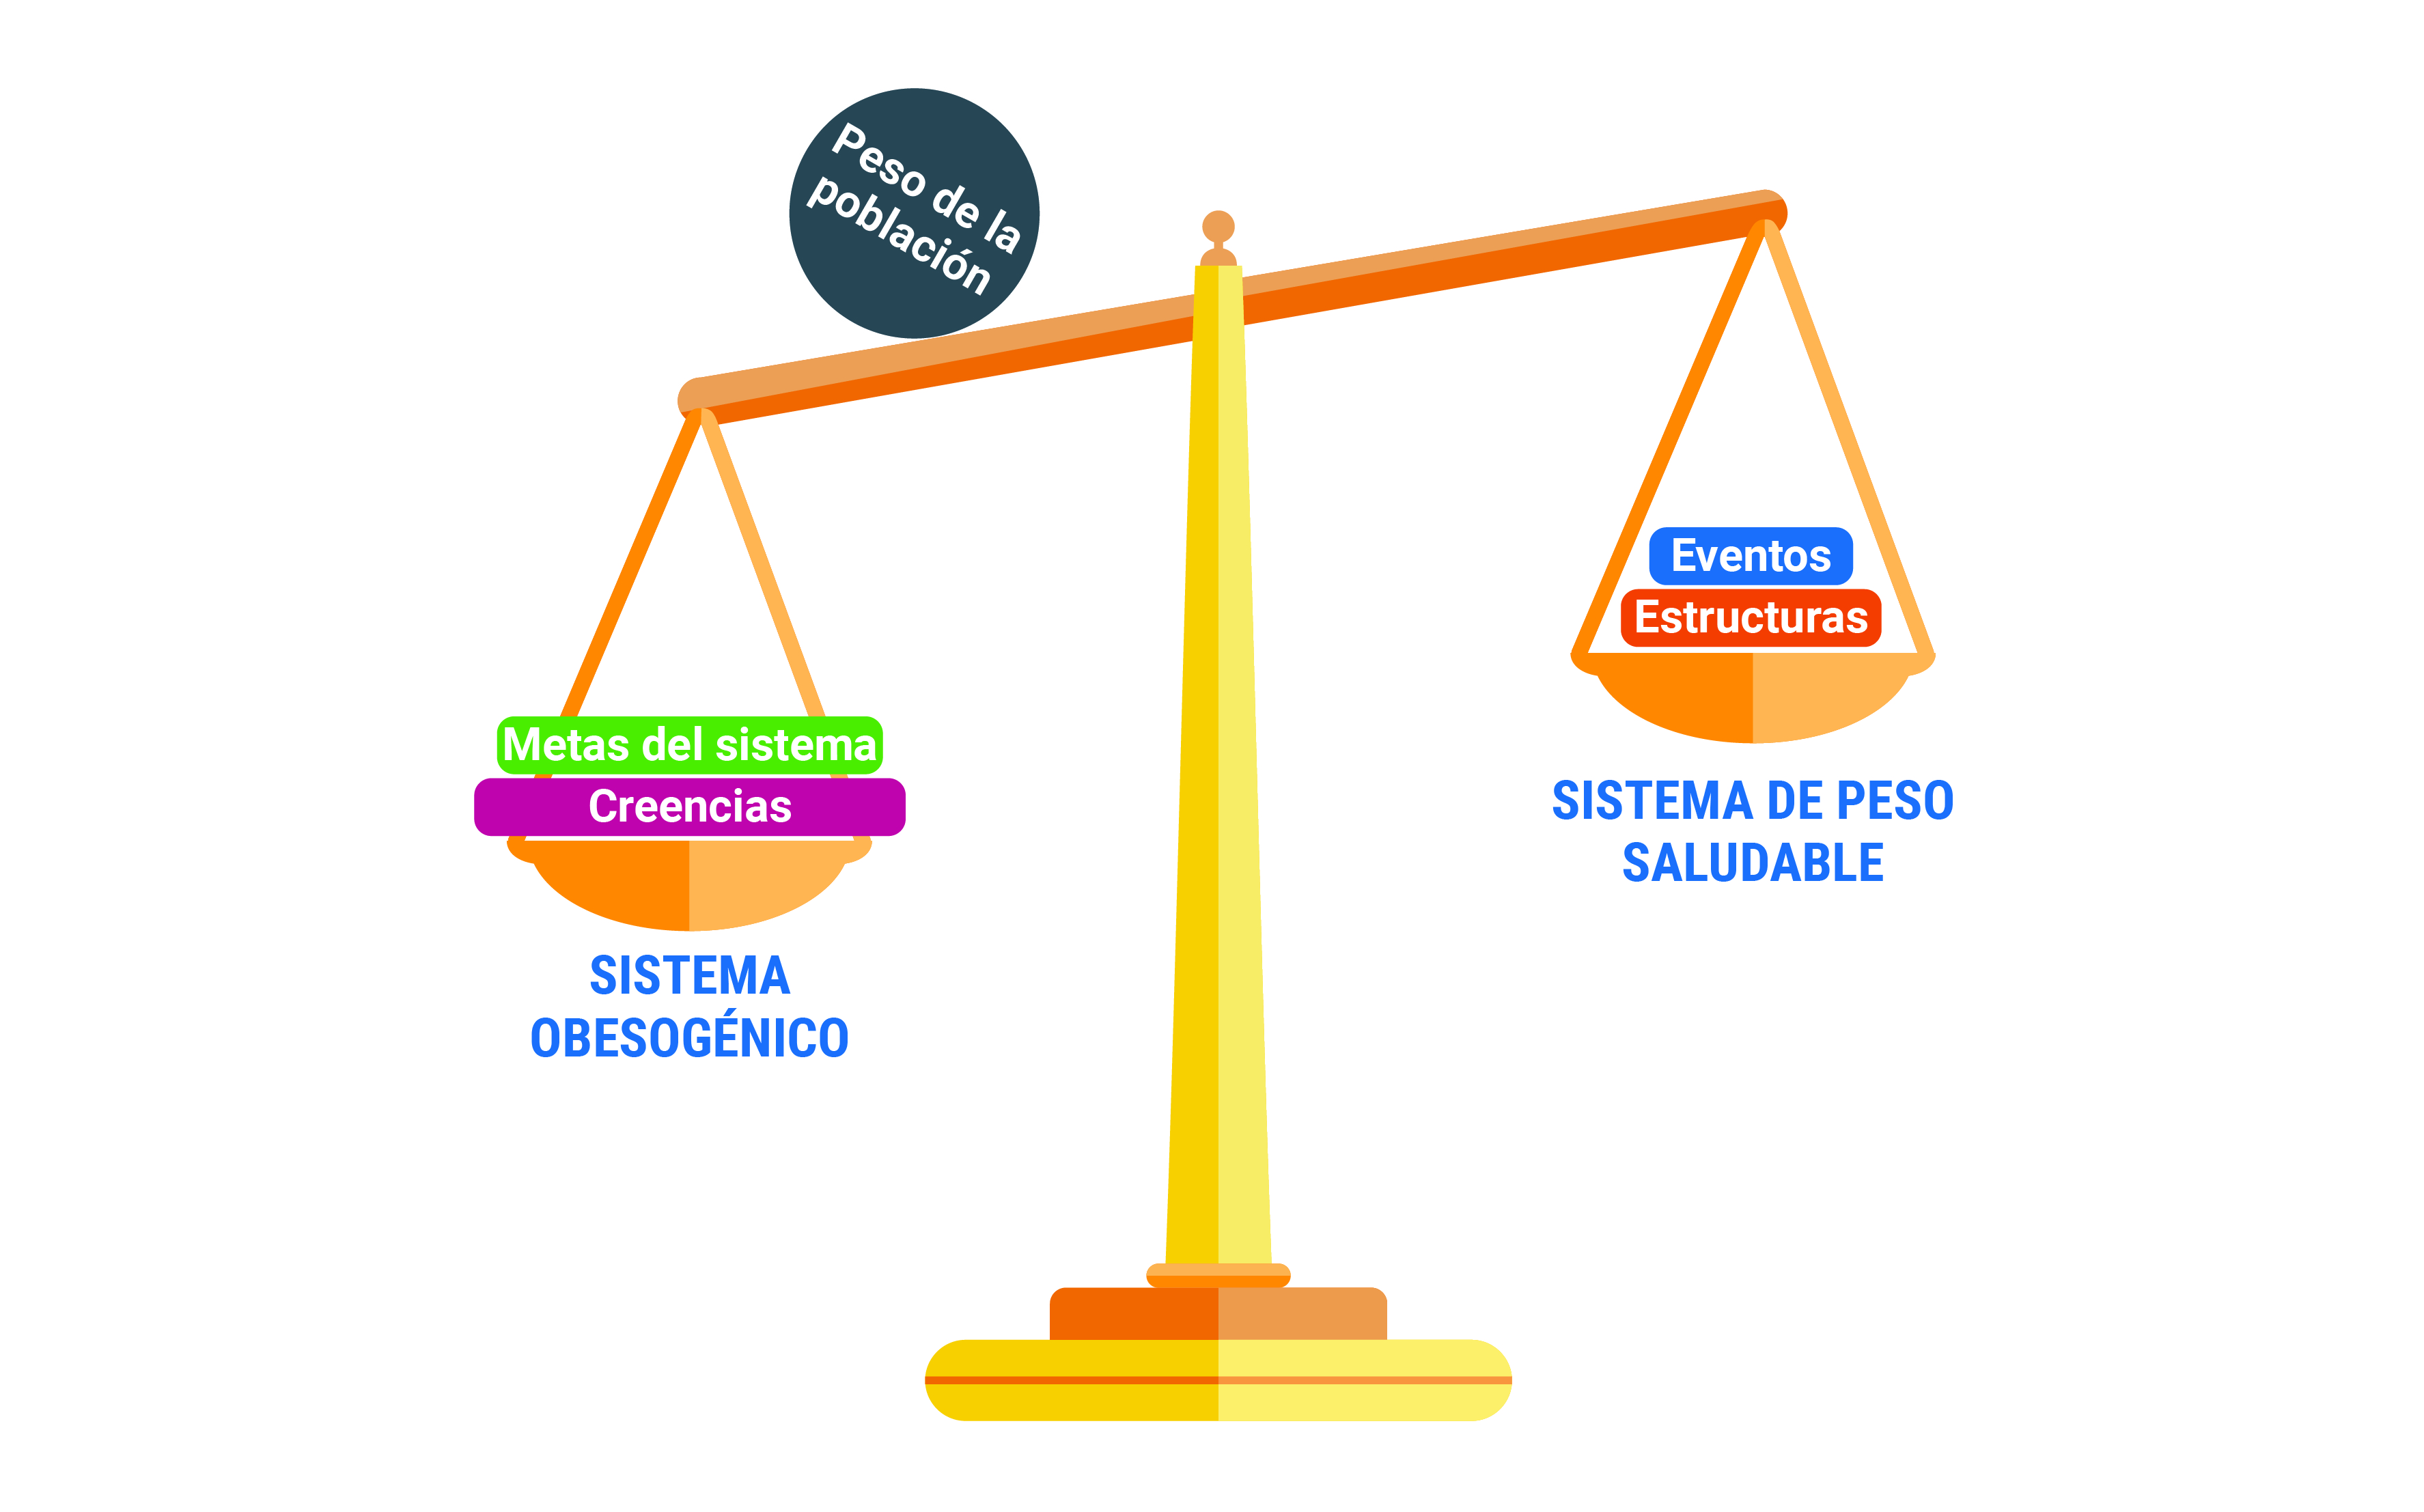 Peso de la
población
Eventos
Estructuras
Metas del sistema
Creencias
SISTEMA DE PESO
SALUDABLE
SISTEMA
OBESOGÉNICO